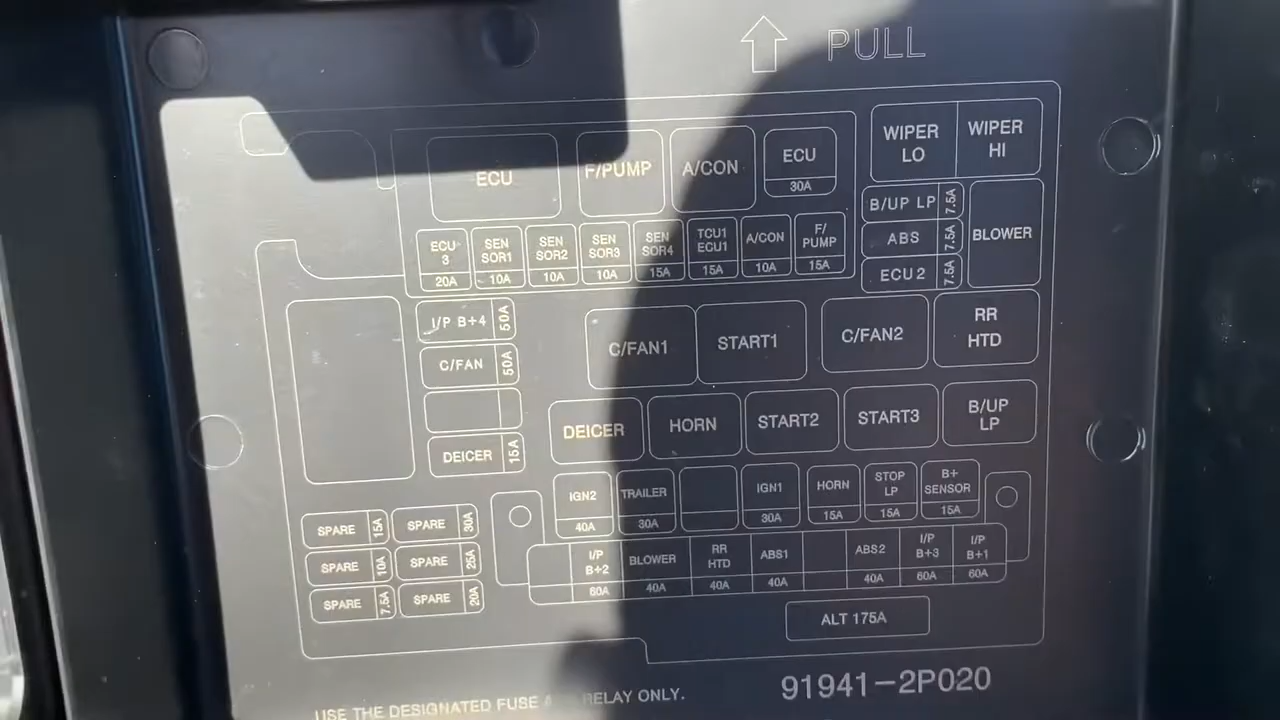 PULL
ECU
F/PUMP
A/CON
ECU
30A
WIPER
LO
WIPER
HI
B/UP LP 7.5A
ABS 7.5A
ECU 2 7.5A
BLOWER
ECU
3
20A
SEN
SOR1
10A
SEN
SOR2
10A
SEN
SOR3
10A
SEN
SOR4
15A
TCU1
ECU1
15A
A/CON
10A
F/
PUMP
15A
I/P B+4 50A
C/FAN 50A
DEICER 15A
C/FAN1
START1
C/FAN2
RR
HTD
DEICER
HORN
START2
START3
B/UP
LP
IGN2
40A
TRAILER
30A
IGN1
30A
HORN
15A
STOP
LP
15A
B+
SENSOR
15A
SPARE 15A
SPARE 30A
SPARE 10A
SPARE 25A
SPARE 7.5A
SPARE 20A
I/P
B+2
60A
BLOWER
40A
RR
HTD
40A
ABS1
40A
ABS2
40A
I/P
B+3
60A
I/P
B+1
60A
ALT 175A
91941-2P020
USE THE DESIGNATED FUSE RELAY ONLY.